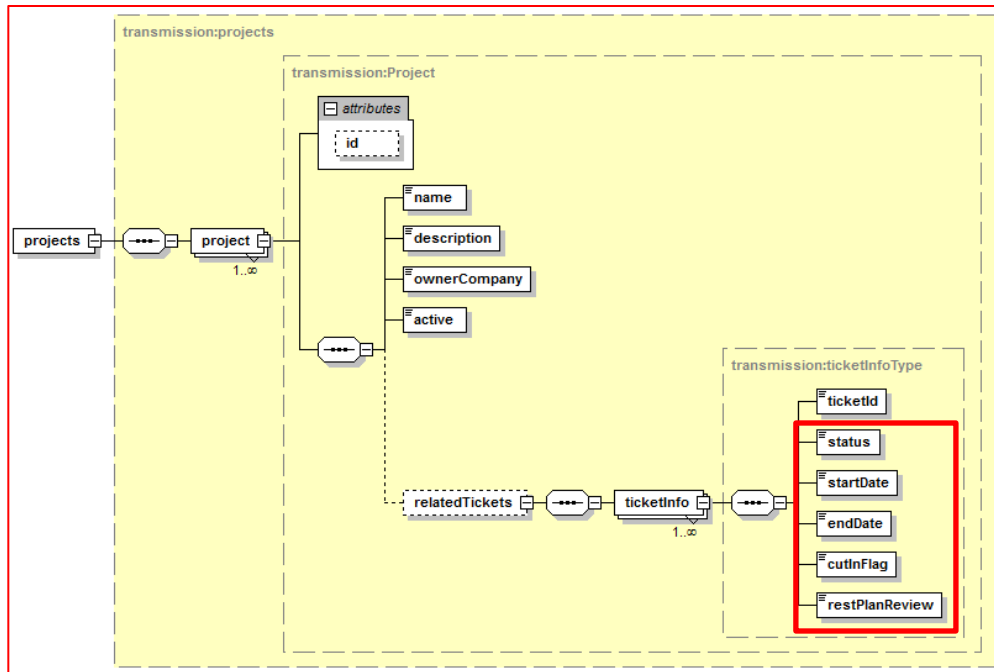 transmission:projects
transmission:Project
attributes
id
name
projects
project
description
1..∞
ownerCompany
active
transmission:ticketInfoType
ticketId
status
startDate
relatedTickets
ticketInfo
endDate
1..∞
cutInFlag
restPlanReview